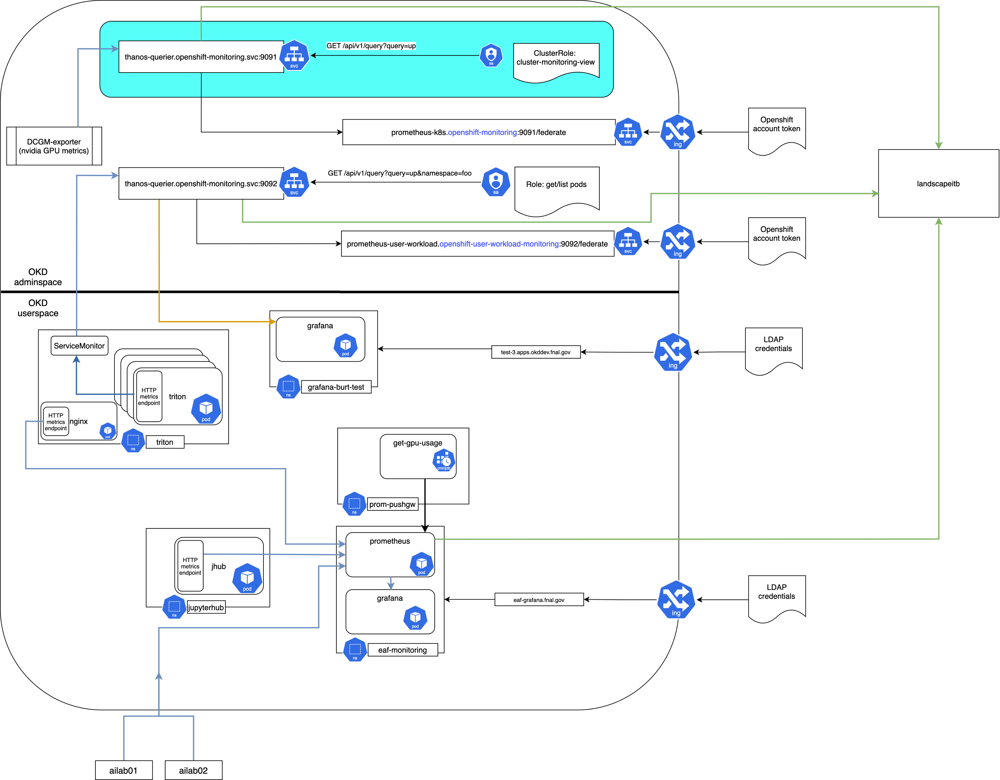 GET /api/v1/query?query=up
thanos-querier.openshift-monitoring.svc:9091
svc
sa
ClusterRole:
cluster-monitoring-view
Openshift
account token
prometheus-k8s.openshift-monitoring:9091/federate
svc
ing
DCGM-exporter
(nvidia GPU metrics)
GET /api/v1/query?query=up&namespace=foo
thanos-querier.openshift-monitoring.svc:9092
svc
sa
Role: get/list pods
landscapeitb
Openshift
account token
prometheus-user-workload.openshift-user-workload-monitoring:9092/federate
svc
ing
OKD
adminspace
OKD
userspace
grafana
pod
ns
grafana-burt-test
test-3.apps.okddev.fnal.gov
ing
LDAP
credentials
ServiceMonitor
HTTP
metrics
endpoint
triton
pod
HTTP
metrics
endpoint
nginx
pod
ns
triton
get-gpu-usage
cronjob
ns
prom-pushgw
prometheus
pod
HTTP
metrics
endpoint
jhub
pod
ns
jupyterhub
grafana
pod
ns
eaf-monitoring
eaf-grafana.fnal.gov
ing
LDAP
credentials
ailab01
ailab02